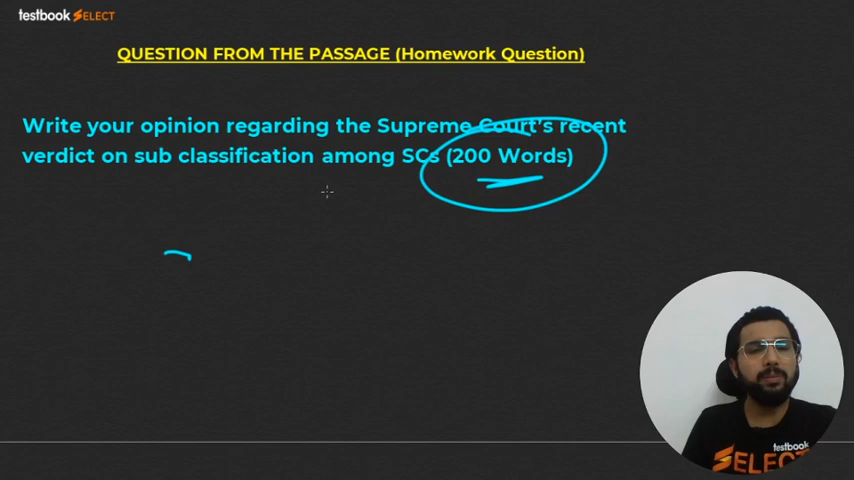 testbook SELECT
QUESTION FROM THE PASSAGE (Homework Question)
Write your opinion regarding the Supreme Court's recent
verdict on sub classification among SCs (200 Words)
testbook
SELECT